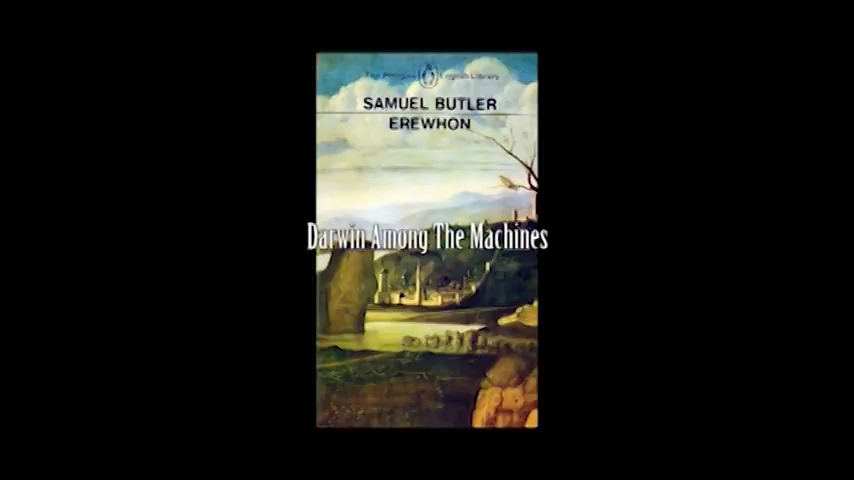 The Penguin English Library
SAMUEL BUTLER
EREWHON
Darwin Among The Machines